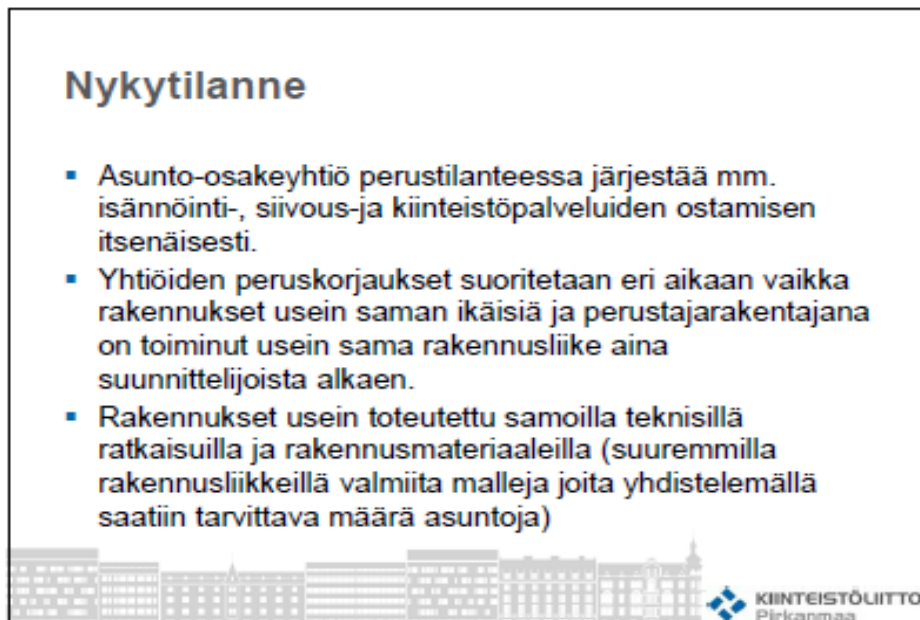 Nykytilanne
Asunto-osakeyhtiö perustilanteessa järjestää mm.
isännöinti-, siivous-ja kiinteistöpalveluiden ostamisen
itsenäisesti.
Yhtiöiden peruskorjaukset suoritetaan eri aikaan vaikka
rakennukset usein saman ikäisiä ja perustajarakentajana
on toiminut usein sama rakennusliike aina
suunnittelijoista alkaen.
Rakennukset usein toteutettu samoilla teknisillä
ratkaisuilla ja rakennusmateriaaleilla (suuremmilla
rakennusliikkeillä valmiita malleja joita yhdistelemällä
saatiin tarvittava määrä asuntoja)
KIINTEISTÖLIITTO
Pirkanmaa